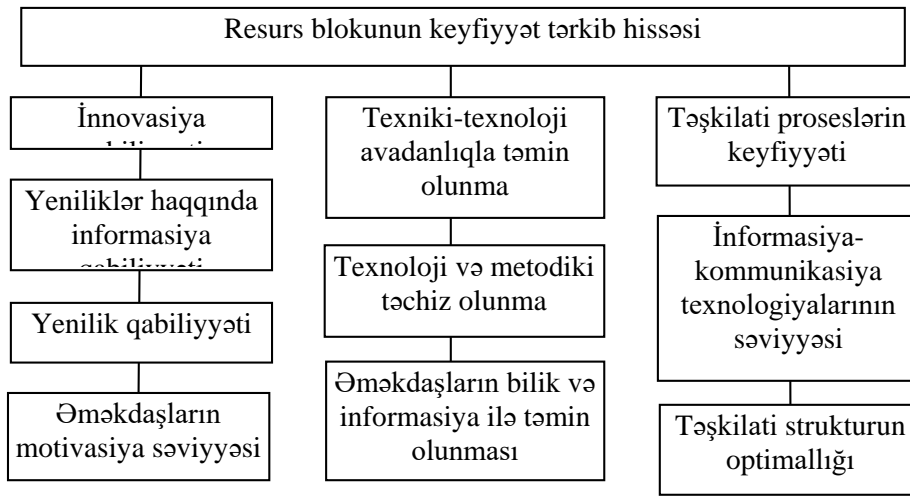 Resurs blokunun keyfiyyət tərkib hissəsi
İnnovasiya
Yeniliklər haqqında
informasiya
Yenilik qabiliyyəti
Əməkdaşların
motivasiya səviyyəsi
Texniki-texnoloji
avadanlıqla təmin
olunma
Texnoloji və metodiki
təchiz olunma
Əməkdaşların bilik və
informasiya ilə təmin
olunması
Təşkilati proseslərin
keyfiyyəti
İnformasiya-
kommunikasiya
texnologiyalarının
səviyyəsi
Təşkilati strukturun
optimallığı